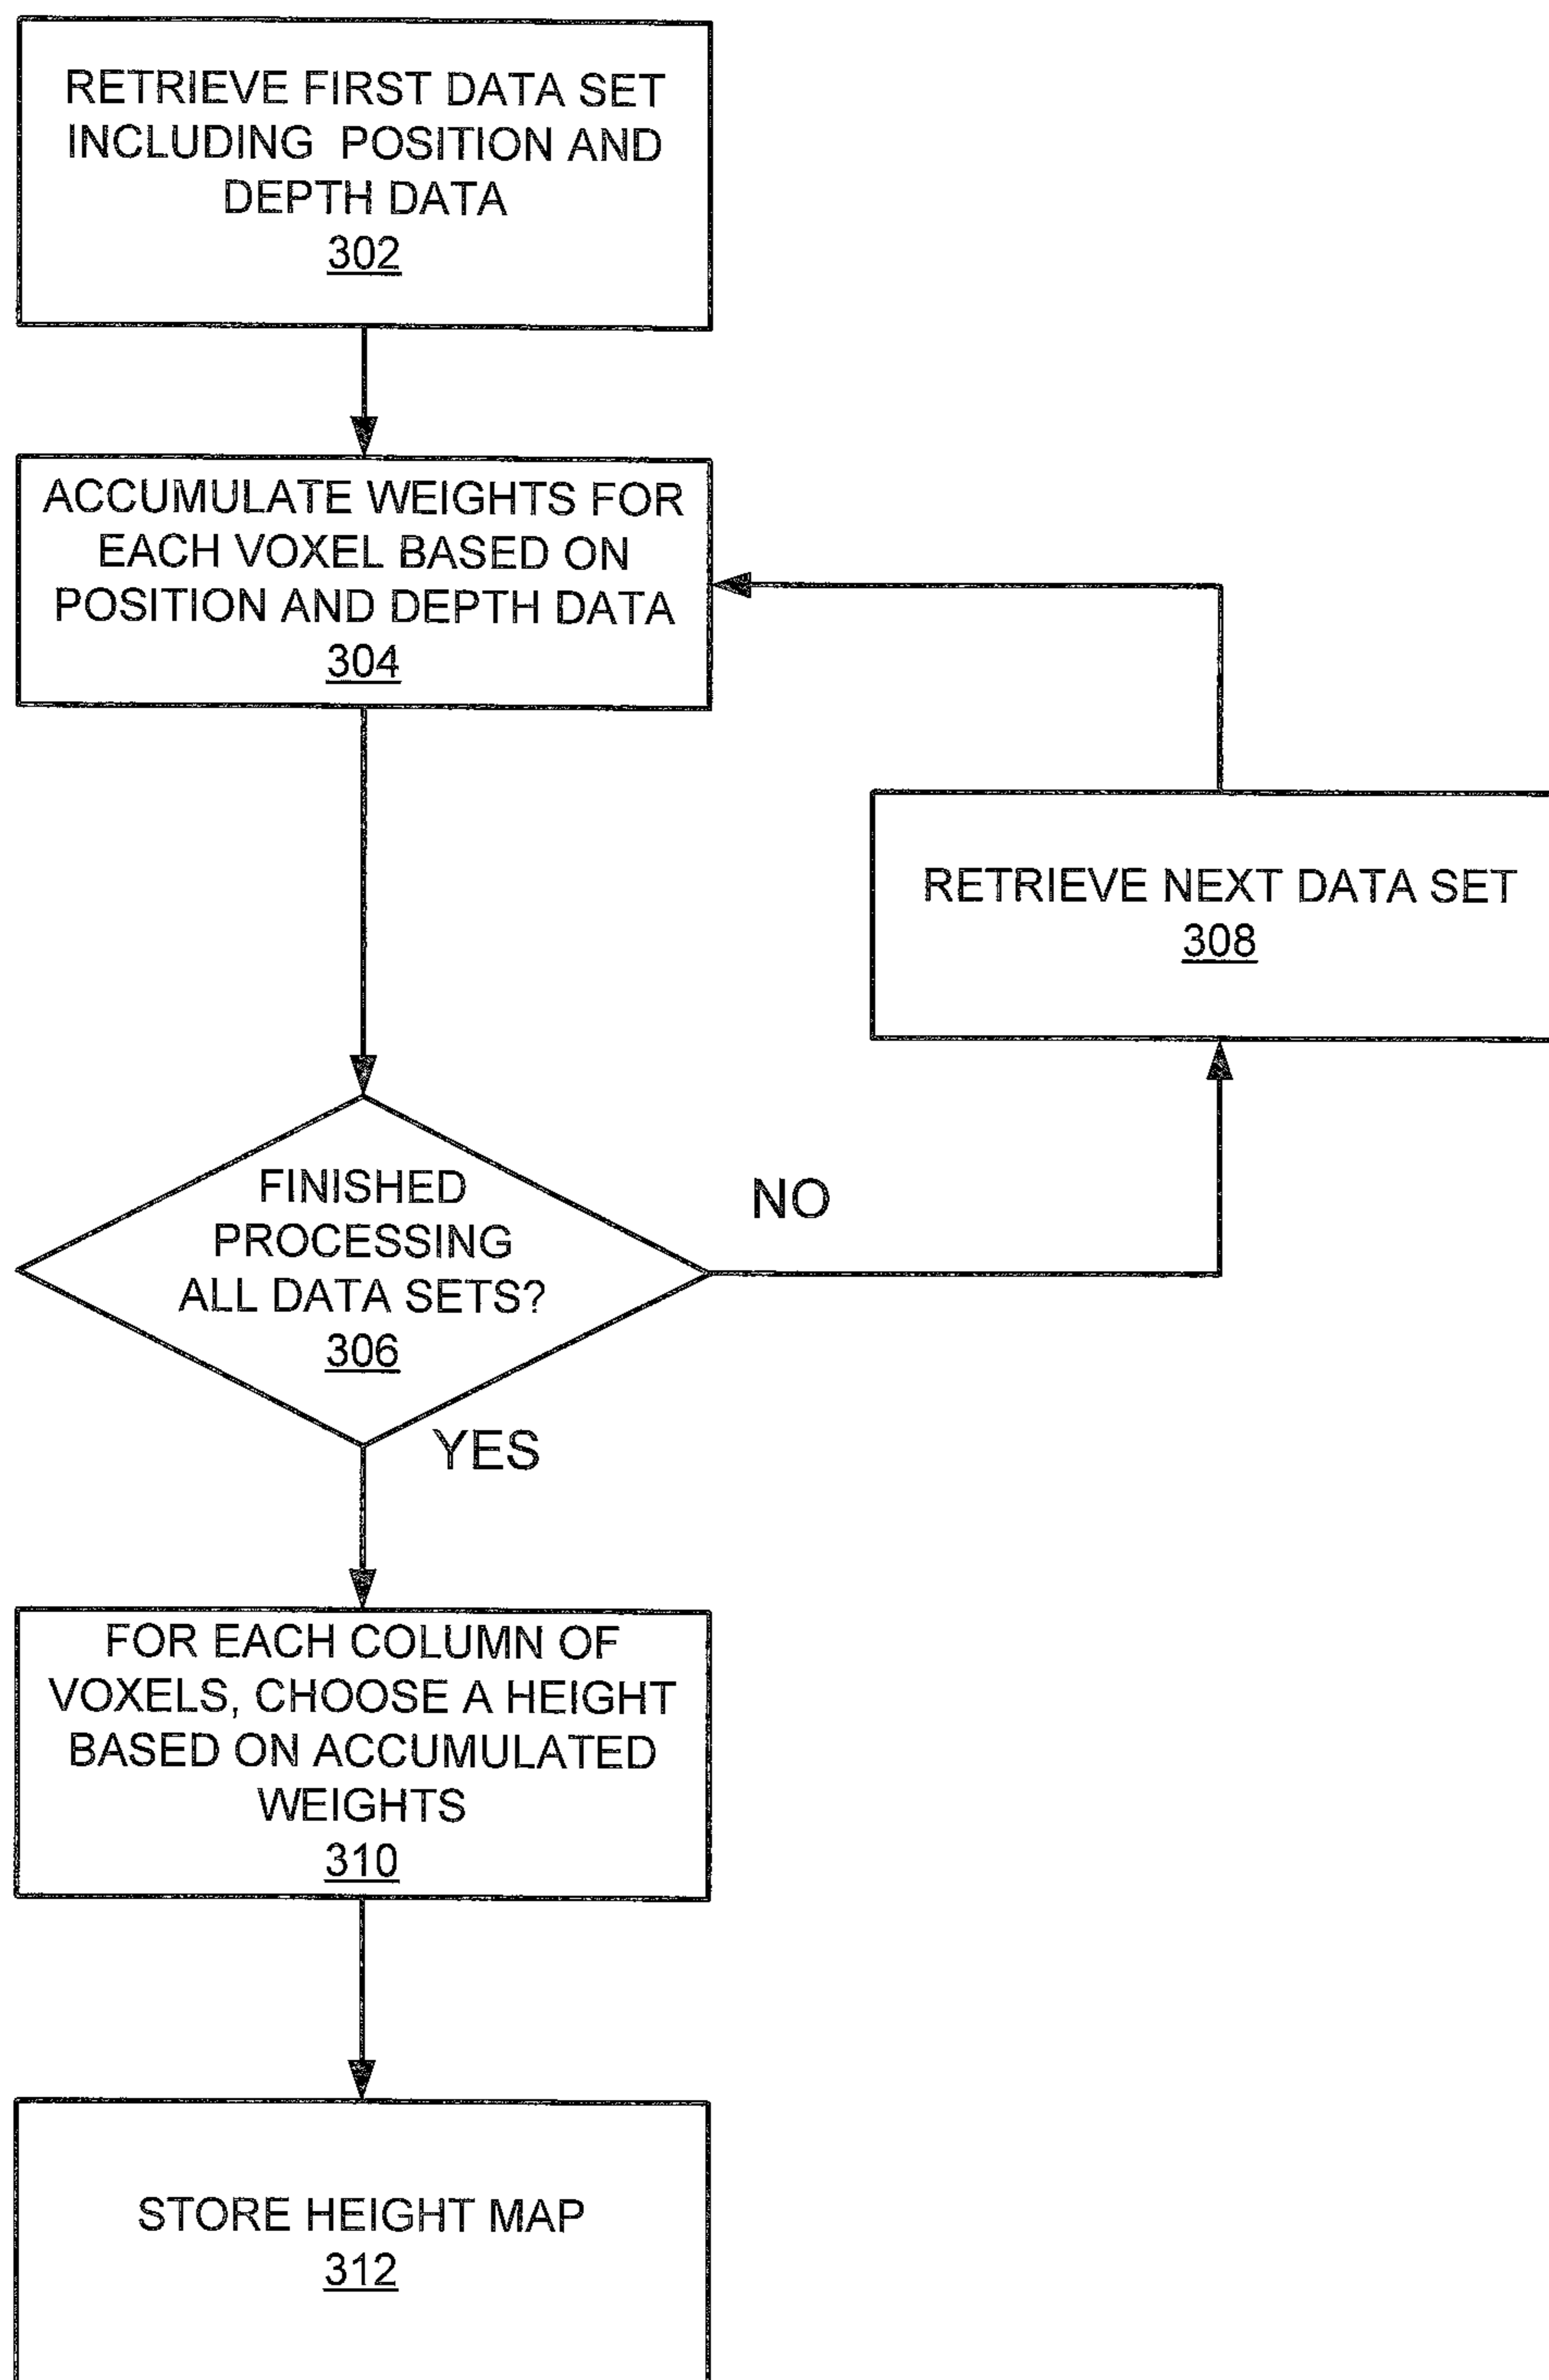 RETRIEVE FIRST DATA SET
INCLUDING POSITION AND
DEPTH DATA
302
ACCUMULATE WEIGHTS FOR
EACH VOXEL BASED ON
POSITION AND DEPTH DATA
304
RETRIEVE NEXT DATA SET
308
FINISHED
PROCESSING
ALL DATA SETS?
306
NO
YES
FOR EACH COLUMN OF
VOXELS, CHOOSE A HEIGHT
BASED ON ACCUMULATED
WEIGHTS
310
STORE HEIGHT MAP
312